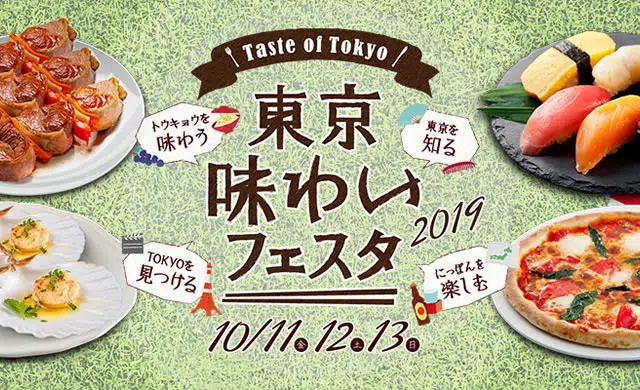 Taste of Tokyo
トウキョウを
味わう
東京を
知る
東京
味わい
フェスタ
2019
TOKYOを
見つける
にっぽんを
楽しむ
10/11金 12土 13日